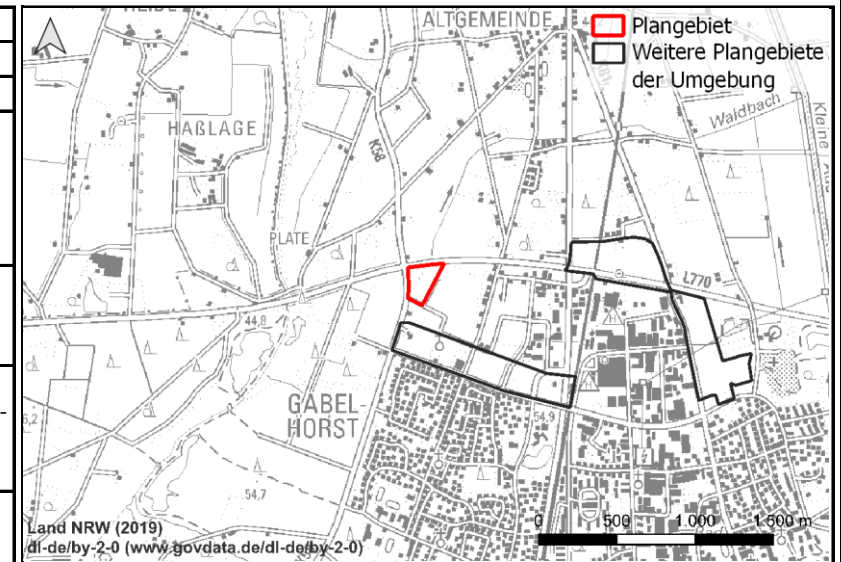 HEIDE
ALTGEMEINDE
Plangebiet
Weitere Plangebiete
der Umgebung
Waldbach
Kleine
HAßLAGE
K58
PLATE
L770
44,8
GABEL-
HORST
54,9
54,7
Land NRW (2019)
dl-de/by-2-0 (www.govdata.de/dl-de/by-2-0)
0 500 1.000 1.500 m